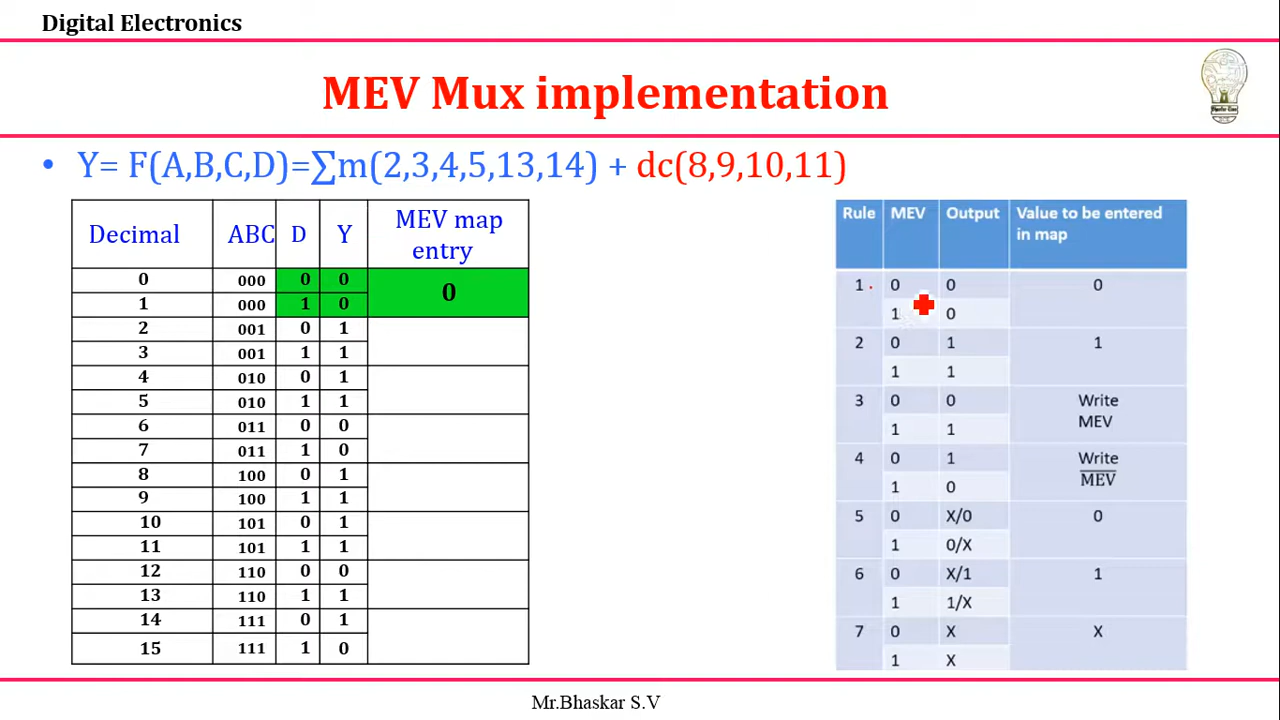 Digital Electronics
MEV Mux implementation
• Y= F(A,B,C,D)=∑m(2,3,4,5,13,14) + dc(8,9,10,11)
Decimal ABC D Y MEV map entry
0 000 0 0 0
1 000 1 0
2 001 0 1
3 001 1 1
4 010 0 1
5 010 1 1
6 011 0 0
7 011 1 0
8 100 0 1
9 100 1 1
10 101 0 1
11 101 1 1
12 110 0 0
13 110 1 1
14 111 0 1
15 111 1 0
Rule MEV Output Value to be entered in map
1 0 0 0
1 0
2 0 1 1
1 1
3 0 0 Write
1 1 MEV
4 0 1 Write
1 0 M̅E̅V̅
5 0 X/0 0
1 0/X
6 0 X/1 1
1 1/X
7 0 X X
1 X
Mr.Bhaskar S.V